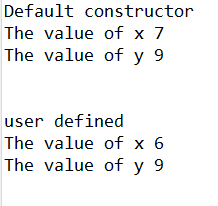 Default constructor
The value of x 7
The value of y 9
user defined
The value of x 6
The value of y 9